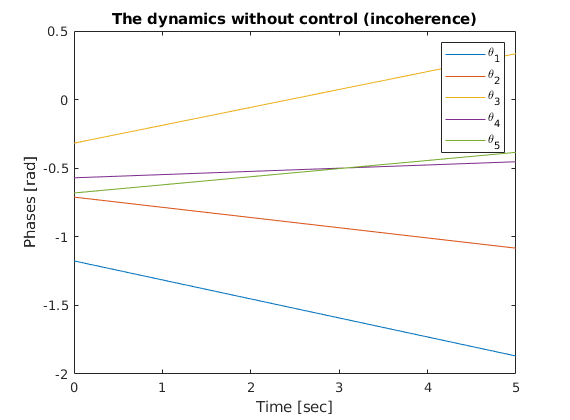 The dynamics without control (incoherence)
0.5
0
-0.5
-1
-1.5
-2
Phases [rad]
θ1
θ2
θ3
θ4
θ5
0 1 2 3 4 5
Time [sec]